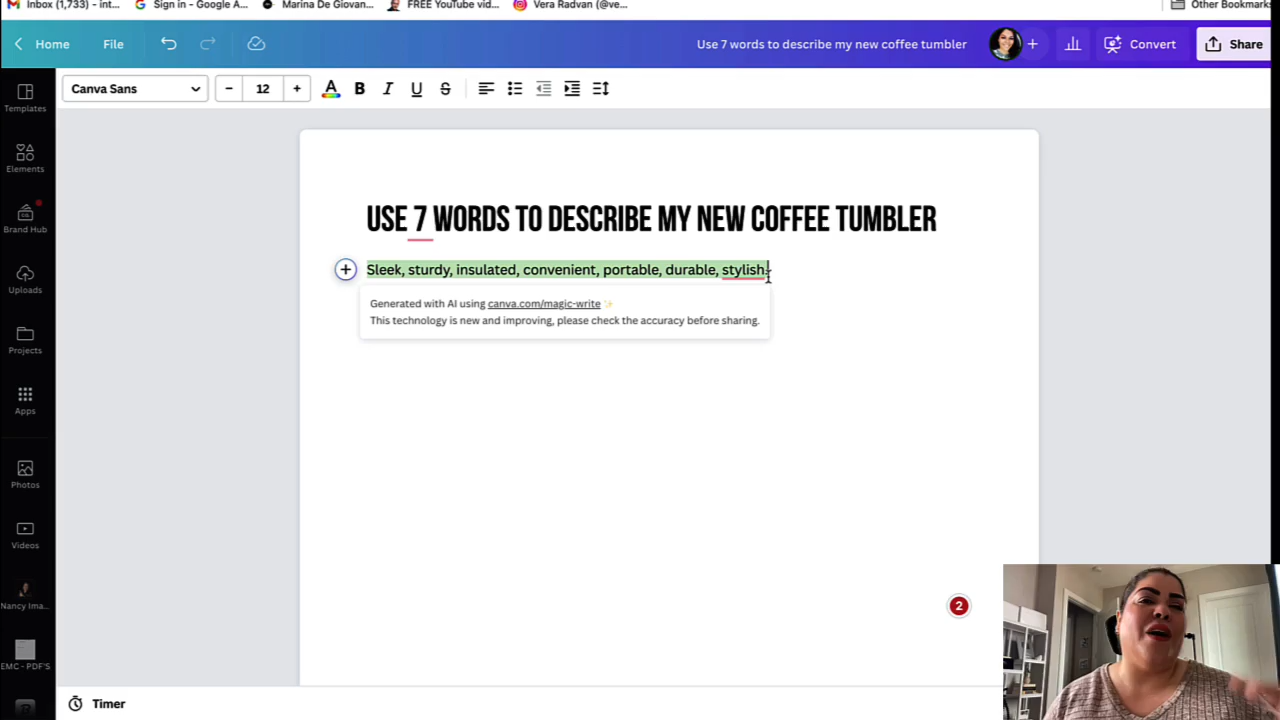 Inbox (1,733) – int...
Sign in - Google A...
Marina De Giovan...
FREE YouTube vid...
Vera Radvan (@ve...
Other Bookmarks
Home
File
Use 7 words to describe my new coffee tumbler
Convert
Share
Canva Sans
12
Templates
Elements
Brand Hub
Uploads
Projects
Apps
Photos
Videos
Nancy Ima...
EMC - PDF'S
USE 7 WORDS TO DESCRIBE MY NEW COFFEE TUMBLER
Sleek, sturdy, insulated, convenient, portable, durable, stylish.
Generated with AI using canva.com/magic-write ✨
This technology is new and improving, please check the accuracy before sharing.
2
Timer